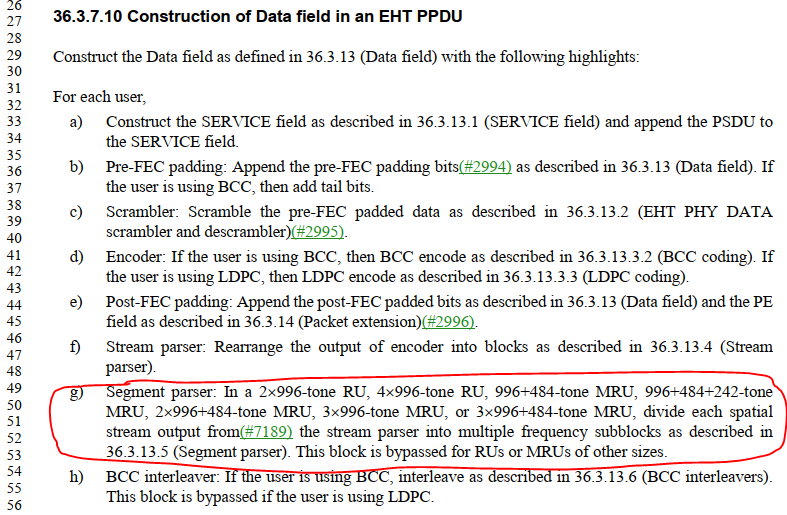 26
27 36.3.7.10 Construction of Data field in an EHT PPDU
28
29 Construct the Data field as defined in 36.3.13 (Data field) with the following highlights:
30
31 For each user,
32
33 a) Construct the SERVICE field as described in 36.3.13.1 (SERVICE field) and append the PSDU to
34 the SERVICE field.
35
36 b) Pre-FEC padding: Append the pre-FEC padding bits(#2994) as described in 36.3.13 (Data field). If
37 the user is using BCC, then add tail bits.
38
39 c) Scrambler: Scramble the pre-FEC padded data as described in 36.3.13.2 (EHT PHY DATA
40 scrambler and descrambler)(#2995).
41 d) Encoder: If the user is using BCC, then BCC encode as described in 36.3.13.3.2 (BCC coding). If
42 the user is using LDPC, then LDPC encode as described in 36.3.13.3.3 (LDPC coding).
43
44 e) Post-FEC padding: Append the post-FEC padded bits as described in 36.3.13 (Data field) and the PE
45 field as described in 36.3.14 (Packet extension)(#2996).
46
47 f) Stream parser: Rearrange the output of encoder into blocks as described in 36.3.13.4 (Stream
48 parser).
49 g) Segment parser: In a 2×996-tone RU, 4×996-tone RU, 996+484-tone MRU, 996+484+242-tone
50 MRU, 2×996+484-tone MRU, 3×996-tone MRU, or 3×996+484-tone MRU, divide each spatial
51 stream output from(#7189) the stream parser into multiple frequency subblocks as described in
52
53 36.3.13.5 (Segment parser). This block is bypassed for RUs or MRUs of other sizes.
54 h) BCC interleaver: If the user is using BCC, interleave as described in 36.3.13.6 (BCC interleavers).
55 This block is bypassed if the user is using LDPC.
56